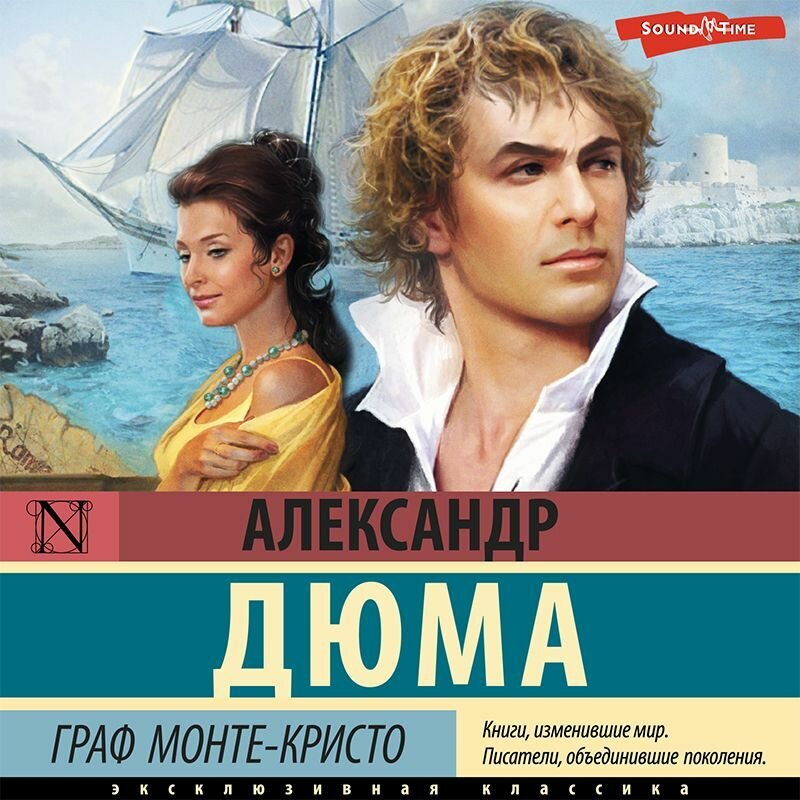 SOUND TIME
N
АЛЕКСАНДР
ДЮМА
ГРАФ МОНТЕ-КРИСТО
Книги, изменившие мир.
Писатели, объединившие поколения.
эксклюзивная классика